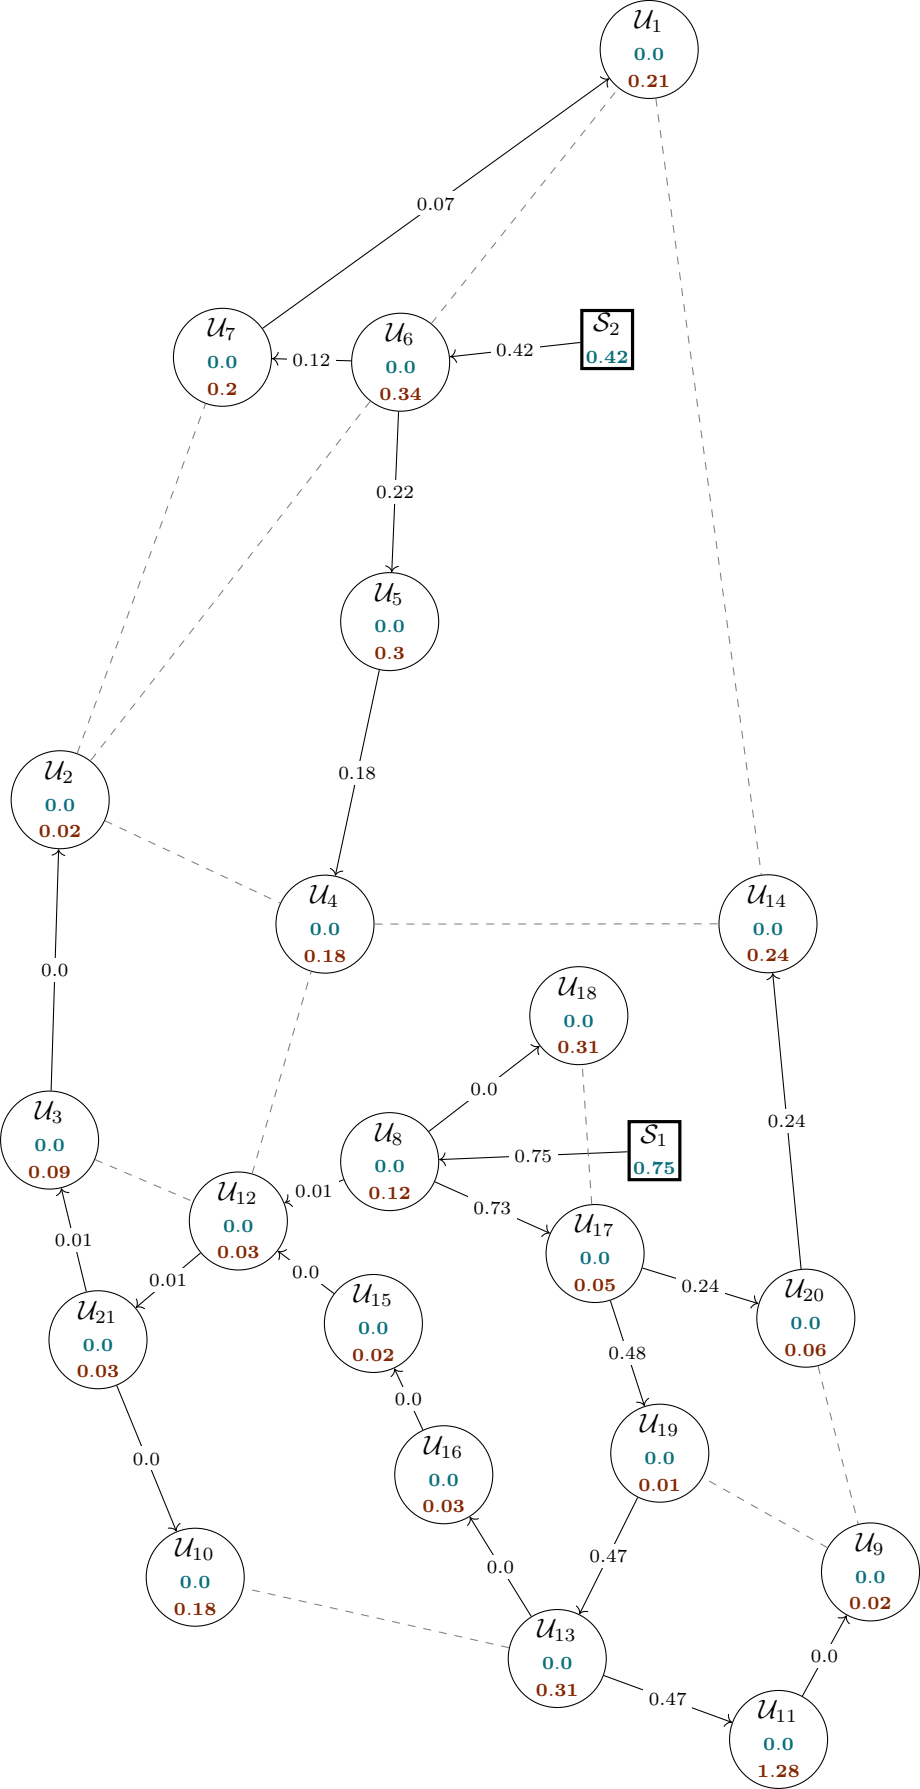 𝒰₁
0.0
0.21
0.07
𝒰₇
0.0
0.2
0.12
𝒰₆
0.0
0.34
0.42
𝒮₂
0.42
0.22
𝒰₅
0.0
0.3
0.18
𝒰₂
0.0
0.02
𝒰₄
0.0
0.18
𝒰₁₄
0.0
0.24
0.0
𝒰₁₈
0.0
0.31
0.0
0.24
𝒰₃
0.0
0.09
𝒰₈
0.0
0.12
0.75
𝒮₁
0.75
𝒰₁₂
0.0
0.03
0.01
0.73
𝒰₁₇
0.0
0.05
0.01
0.01
0.0
𝒰₁₅
0.0
0.02
0.24
𝒰₂₀
0.0
0.06
𝒰₂₁
0.0
0.03
0.48
0.0
0.0
𝒰₁₆
0.0
0.03
𝒰₁₉
0.0
0.01
𝒰₁₀
0.0
0.18
0.0
0.47
𝒰₉
0.0
0.02
𝒰₁₃
0.0
0.31
0.47
0.0
𝒰₁₁
0.0
1.28